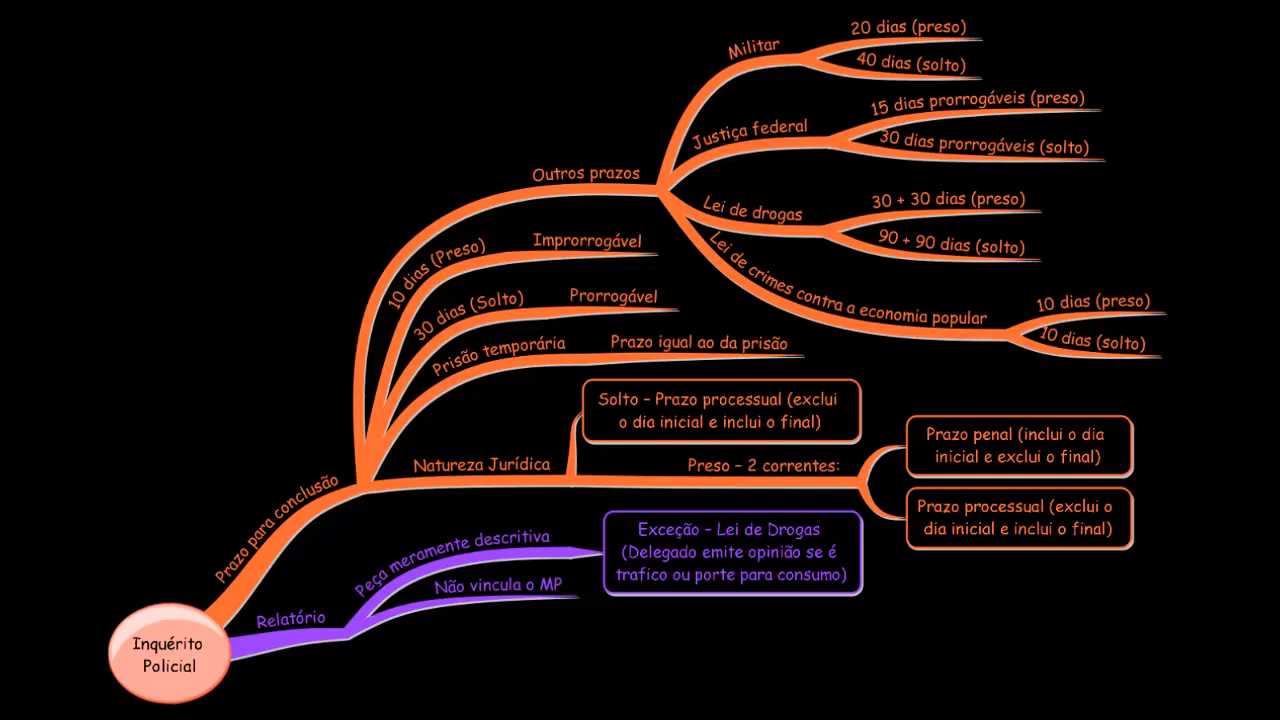 Militar
20 dias (preso)
40 dias (solto)
Justiça federal
15 dias prorrogáveis (preso)
30 dias prorrogáveis (solto)
Outros prazos
Lei de drogas
30 + 30 dias (preso)
90 + 90 dias (solto)
Lei de crimes contra a economia popular
10 dias (preso)
10 dias (solto)
10 dias (Preso)
Improrrogável
30 dias (Solto)
Prorrogável
Prisão temporária
Prazo igual ao da prisão
Solto – Prazo processual (exclui
o dia inicial e inclui o final)
Natureza Jurídica
Preso – 2 correntes:
Prazo penal (inclui o dia
inicial e exclui o final)
Prazo processual (exclui o
dia inicial e inclui o final)
Prazo para conclusão
Peça meramente descritiva
Exceção – Lei de Drogas
(Delegado emite opinião se é
trafico ou porte para consumo)
Não vincula o MP
Relatório
Inquérito
Policial